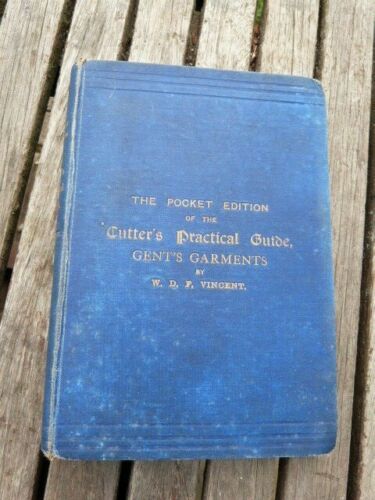 THE POCKET EDITION
OF THE
Cutter's Practical Guide,
GENT'S GARMENTS
BY
W. D. F. VINCENT.